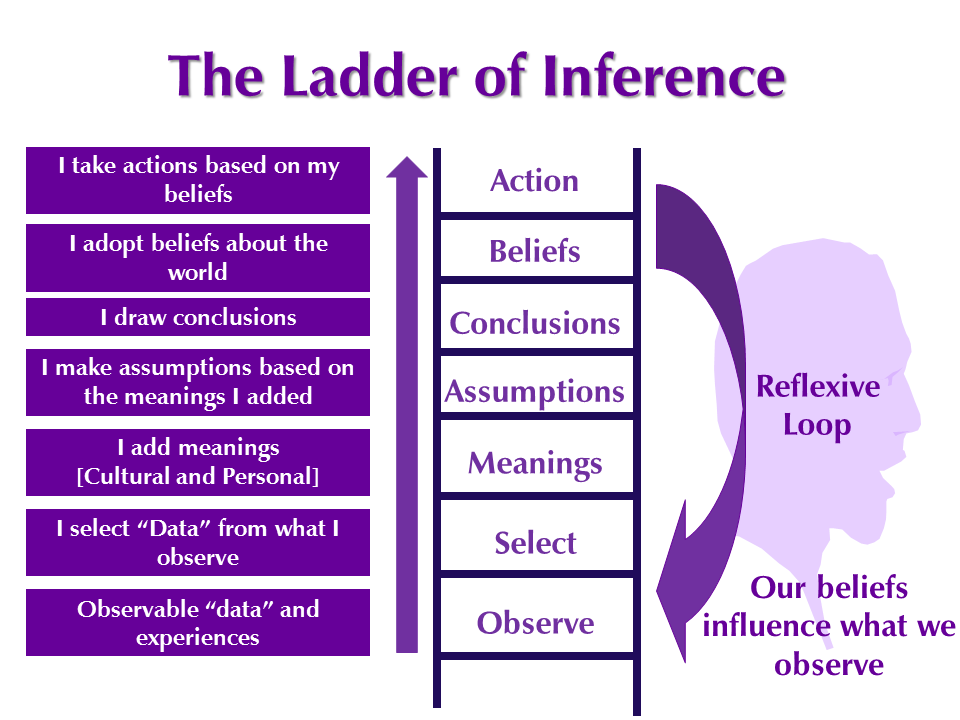 The Ladder of Inference
I take actions based on my
beliefs
I adopt beliefs about the
world
I draw conclusions
I make assumptions based on
the meanings I added
I add meanings
[Cultural and Personal]
I select “Data” from what I
observe
Observable “data” and
experiences
Action
Beliefs
Conclusions
Assumptions
Meanings
Select
Observe
Reflexive
Loop
Our beliefs
influence what we
observe